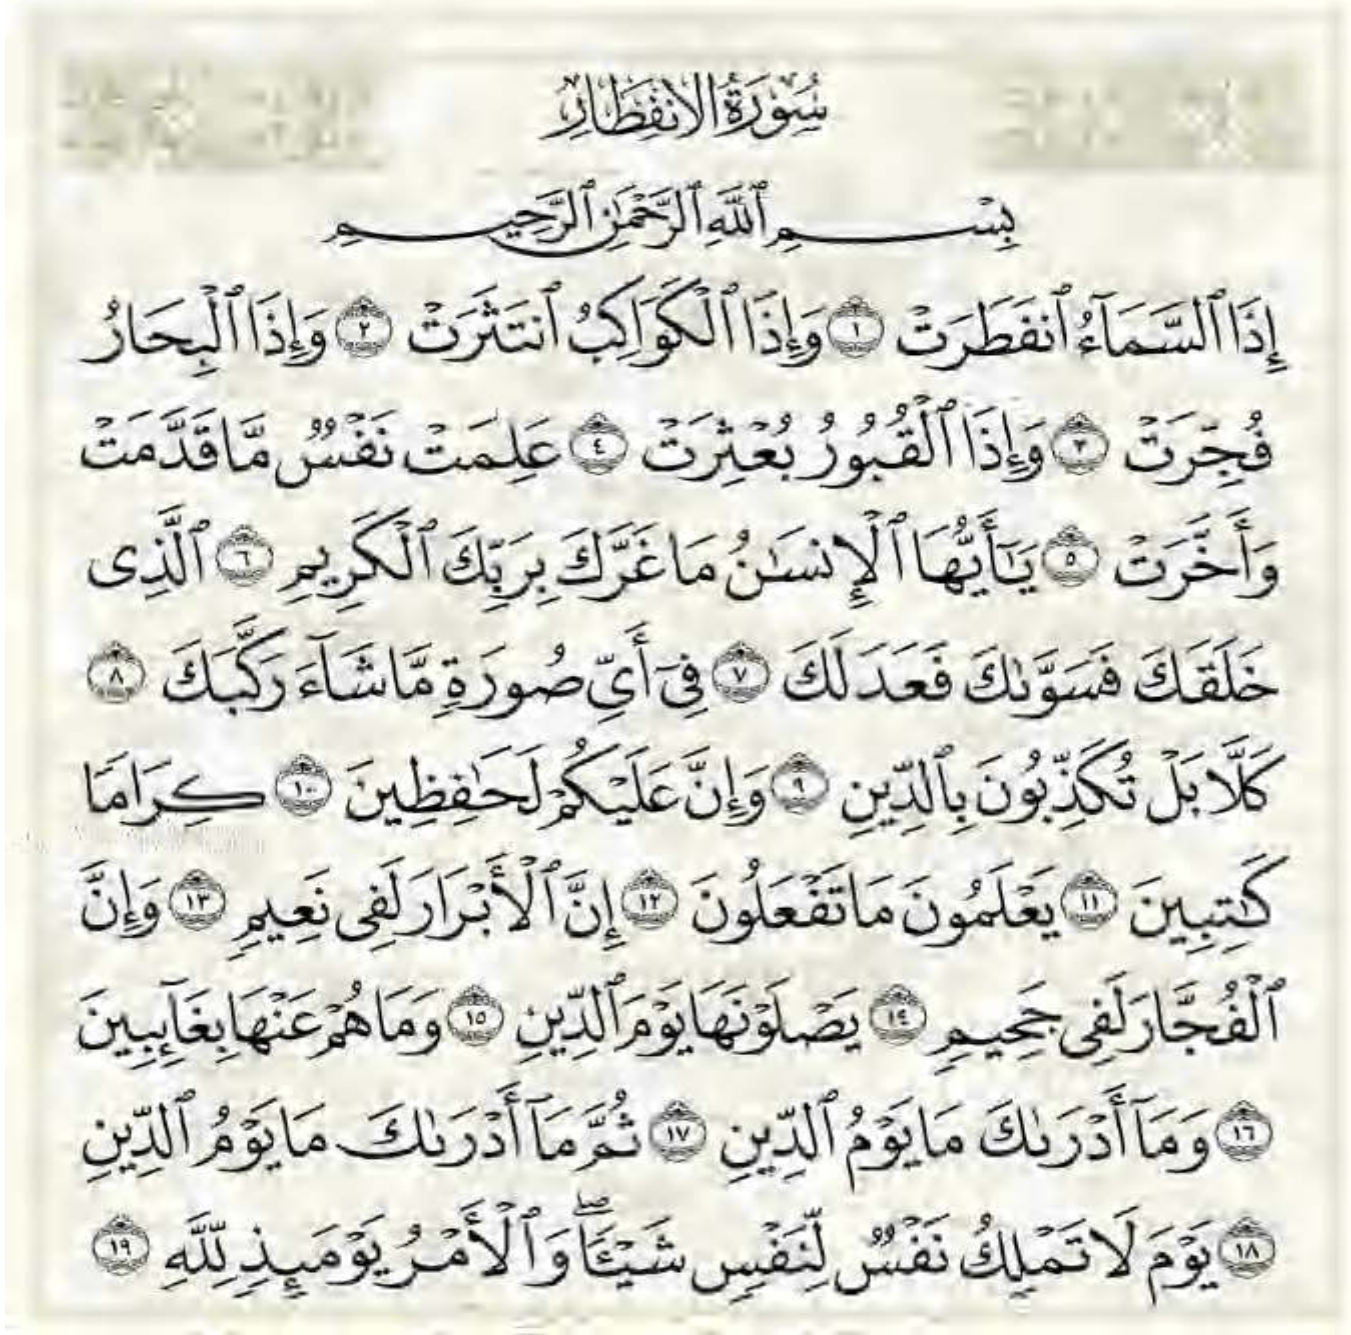 سُورَةُ الانفِطَارِ
بِسْمِ ٱللَّهِ ٱلرَّحْمَٰنِ ٱلرَّحِيمِ
إِذَا ٱلسَّمَآءُ ٱنفَطَرَتْ ١ وَإِذَا ٱلْكَوَاكِبُ ٱنتَثَرَتْ ٢ وَإِذَا ٱلْبِحَارُ
فُجِّرَتْ ٣ وَإِذَا ٱلْقُبُورُ بُعْثِرَتْ ٤ عَلِمَتْ نَفْسٌ مَّا قَدَّمَتْ
وَأَخَّرَتْ ٥ يَـٰٓأَيُّهَا ٱلْإِنسَـٰنُ مَا غَرَّكَ بِرَبِّكَ ٱلْكَرِيمِ ٦ ٱلَّذِى
خَلَقَكَ فَسَوَّىٰكَ فَعَدَلَكَ ٧ فِىٓ أَىِّ صُورَةٍ مَّا شَآءَ رَكَّبَكَ ٨
كَلَّا بَلْ تُكَذِّبُونَ بِٱلدِّينِ ٩ وَإِنَّ عَلَيْكُمْ لَحَـٰفِظِينَ ١٠ كِرَامًا
كَـٰتِبِينَ ١١ يَعْلَمُونَ مَا تَفْعَلُونَ ١٢ إِنَّ ٱلْأَبْرَارَ لَفِى نَعِيمٍ ١٣ وَإِنَّ
ٱلْفُجَّارَ لَفِى جَحِيمٍ ١٤ يَصْلَوْنَهَا يَوْمَ ٱلدِّينِ ١٥ وَمَا هُمْ عَنْهَا بِغَآئِبِينَ
١٦ وَمَآ أَدْرَىٰكَ مَا يَوْمُ ٱلدِّينِ ١٧ ثُمَّ مَآ أَدْرَىٰكَ مَا يَوْمُ ٱلدِّينِ
١٨ يَوْمَ لَا تَمْلِكُ نَفْسٌ لِّنَفْسٍ شَيْـًٔا ۖ وَٱلْأَمْرُ يَوْمَئِذٍ لِّلَّهِ ١٩